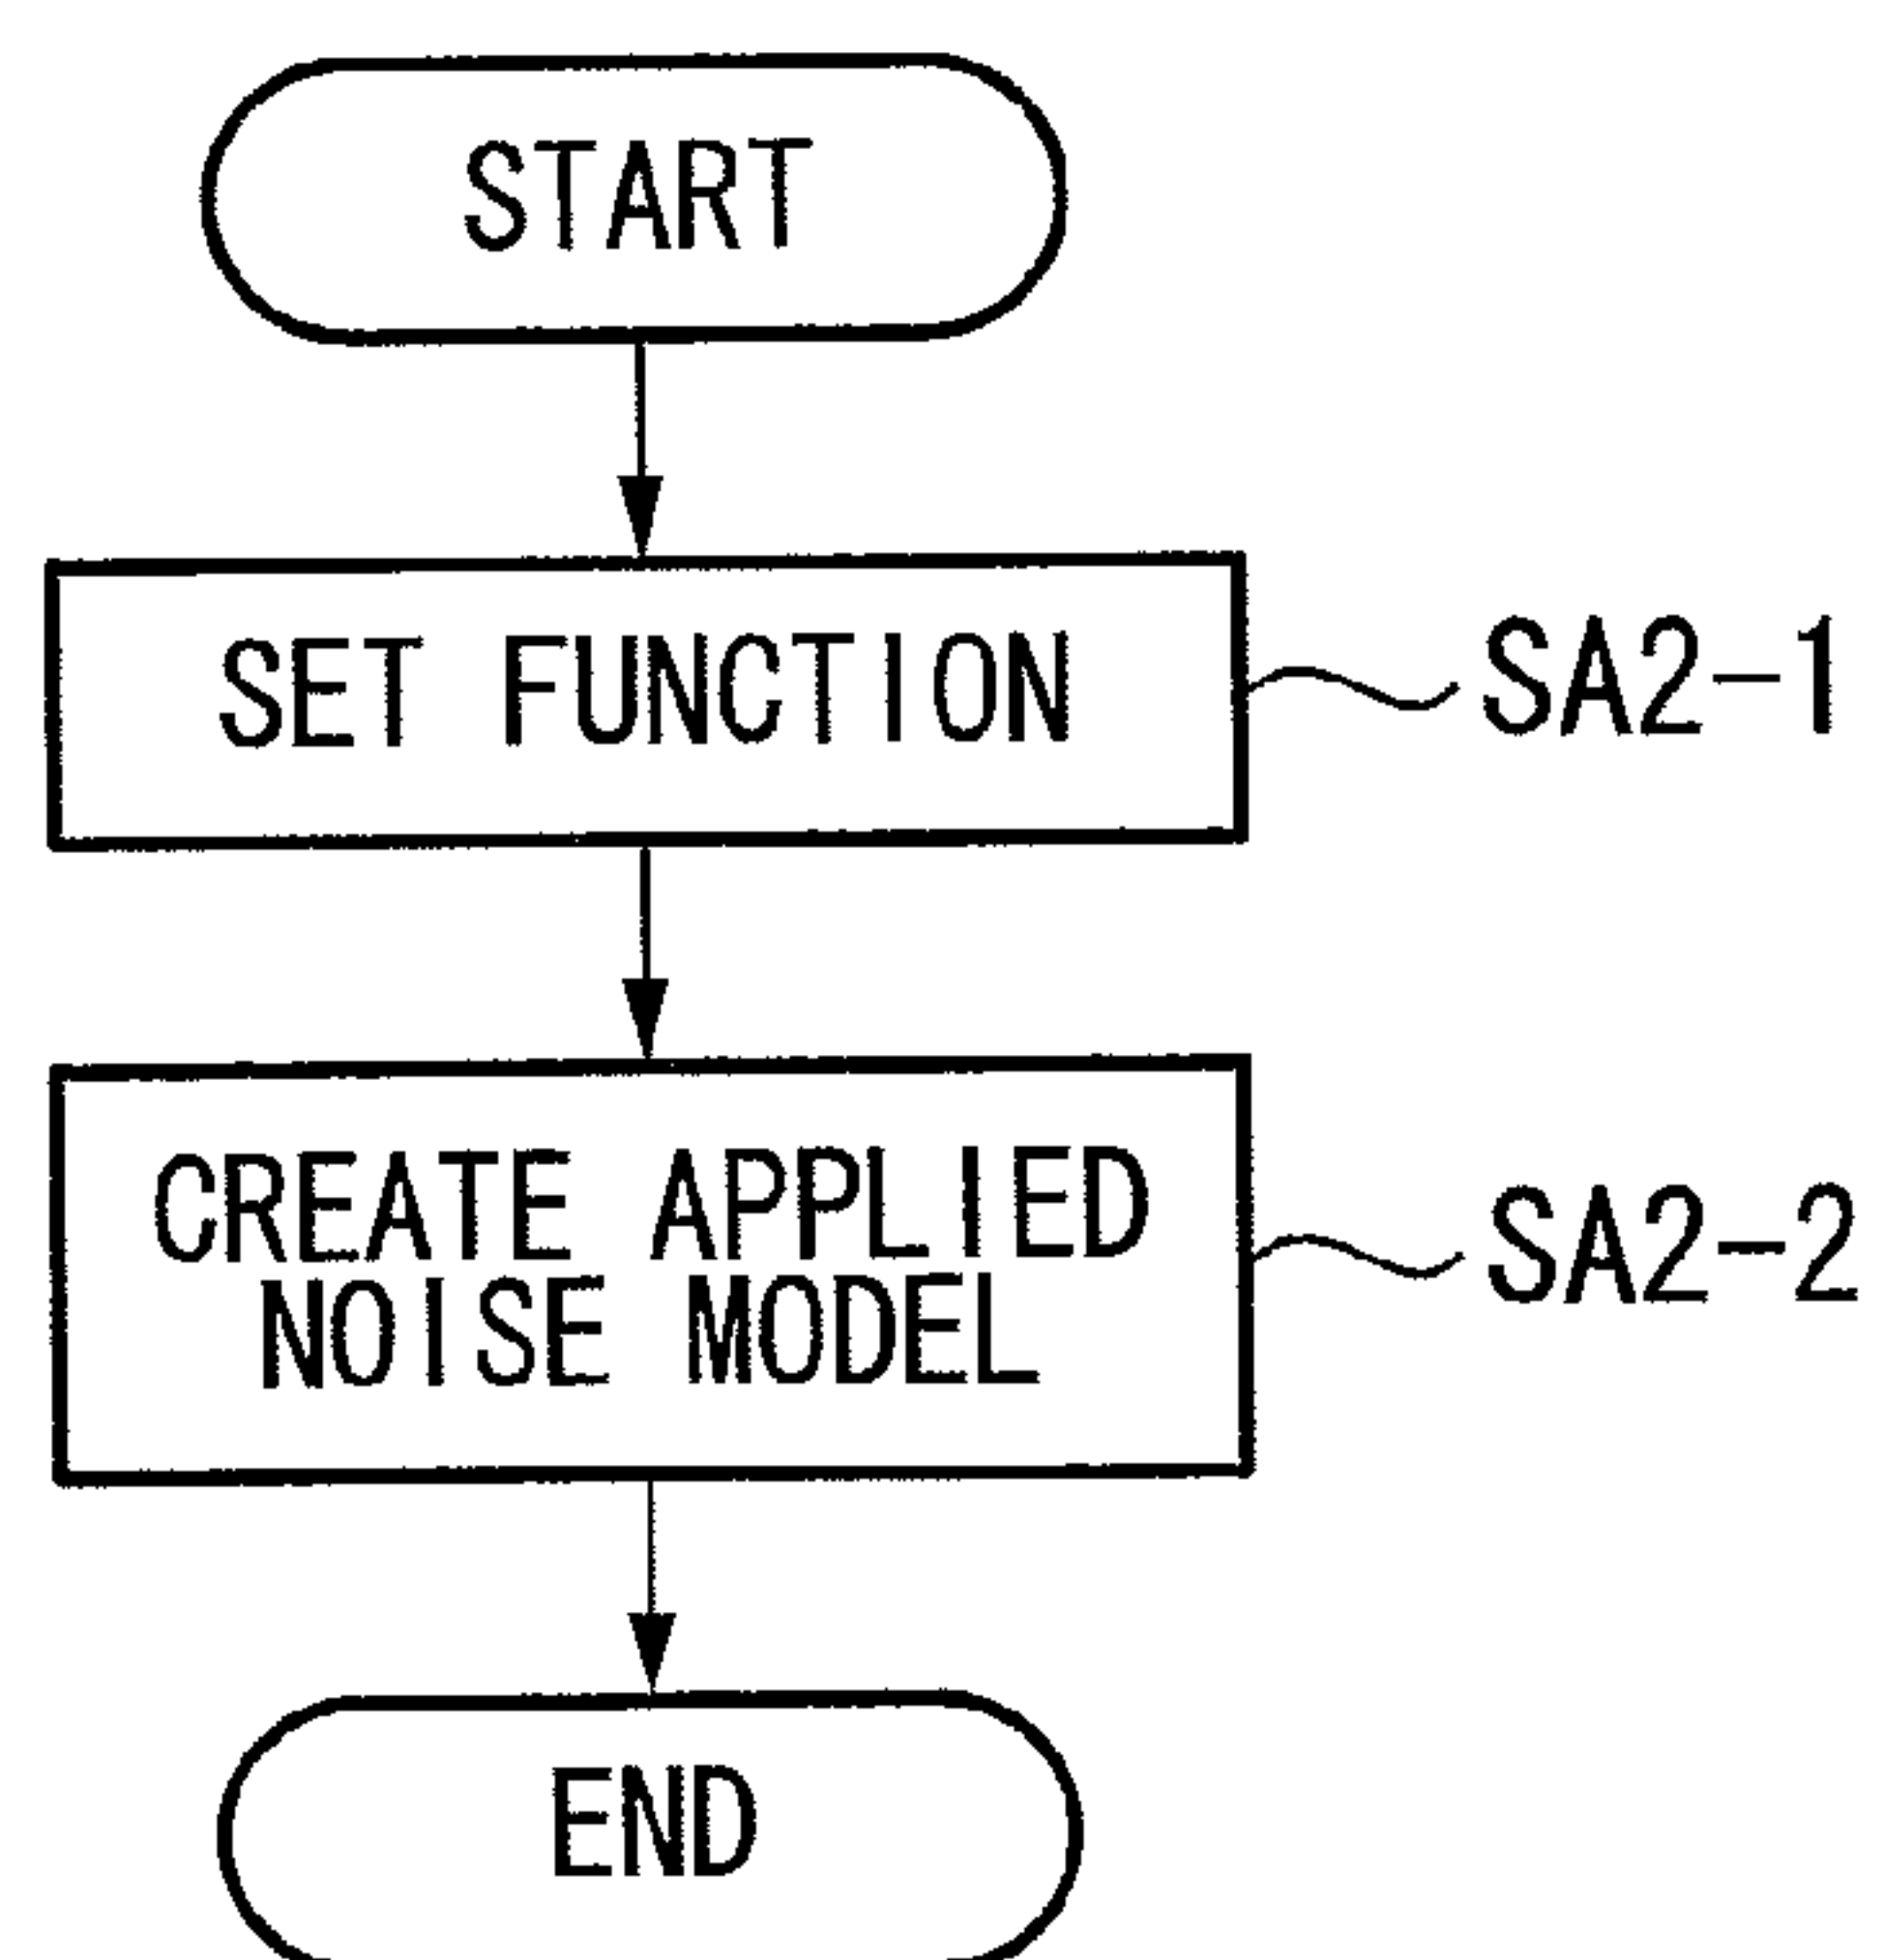 START
SET FUNCTION
SA2-1
CREATE APPLIED
NOISE MODEL
SA2-2
END